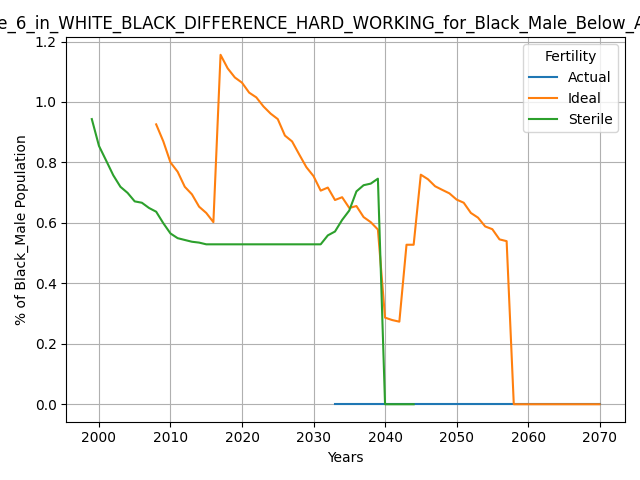 e_6_in_WHITE_BLACK_DIFFERENCE_HARD_WORKING_for_Black_Male_Below_A
Fertility
Actual
Ideal
Sterile
% of Black_Male Population
1.2
1.0
0.8
0.6
0.4
0.2
0.0
2000 2010 2020 2030 2040 2050 2060 2070
Years